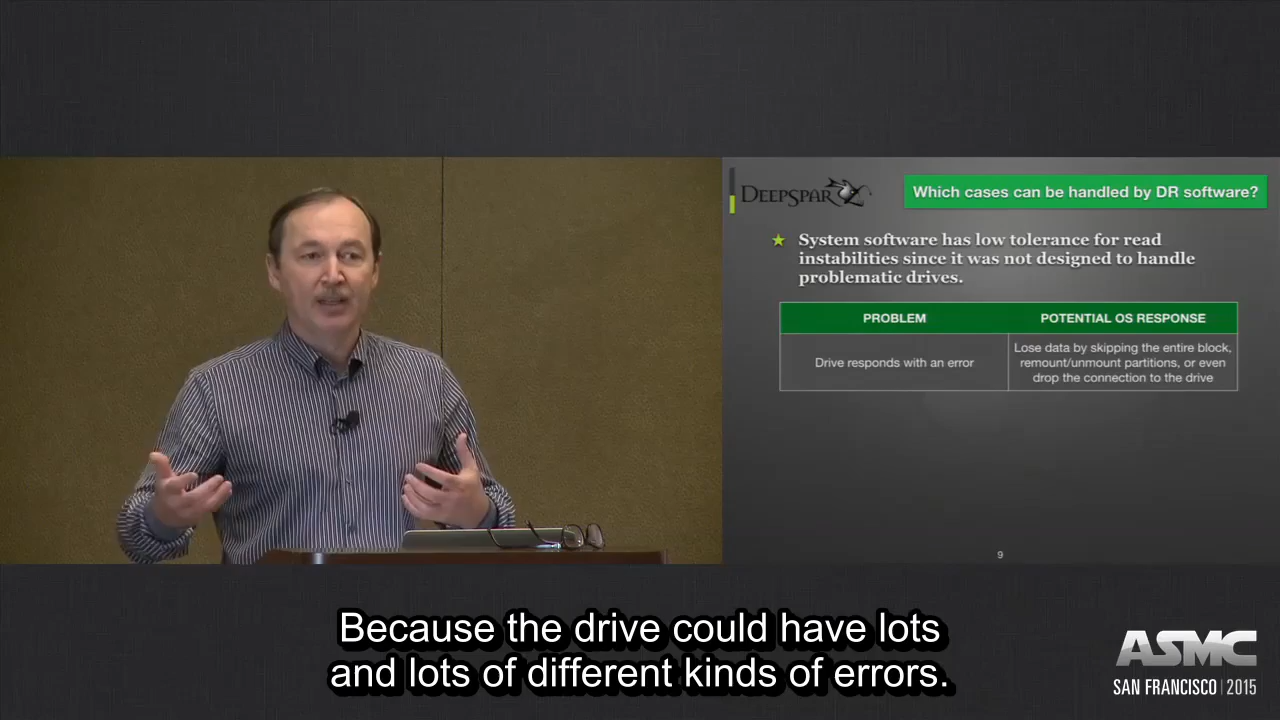 DEEPSPAR
Which cases can be handled by DR software?
★ System software has low tolerance for read
instabilities since it was not designed to handle
problematic drives.
PROBLEM
POTENTIAL OS RESPONSE
Drive responds with an error
Lose data by skipping the entire block,
remount/unmount partitions, or even
drop the connection to the drive
9
Because the drive could have lots
and lots of different kinds of errors.
ASMC
SAN FRANCISCO | 2015